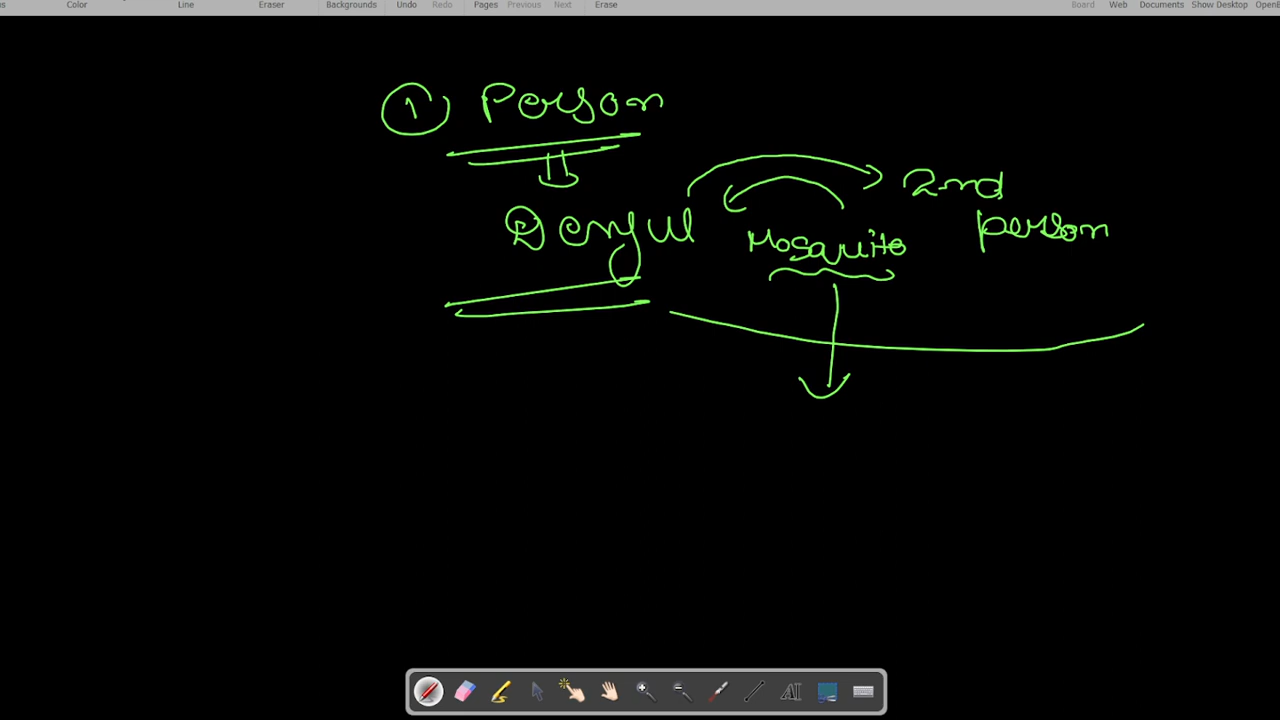 Color Line Eraser Backgrounds Undo Redo Pages Previous Next Erase Board Web Documents Show Desktop
1 Person
2nd
person
Mosquito